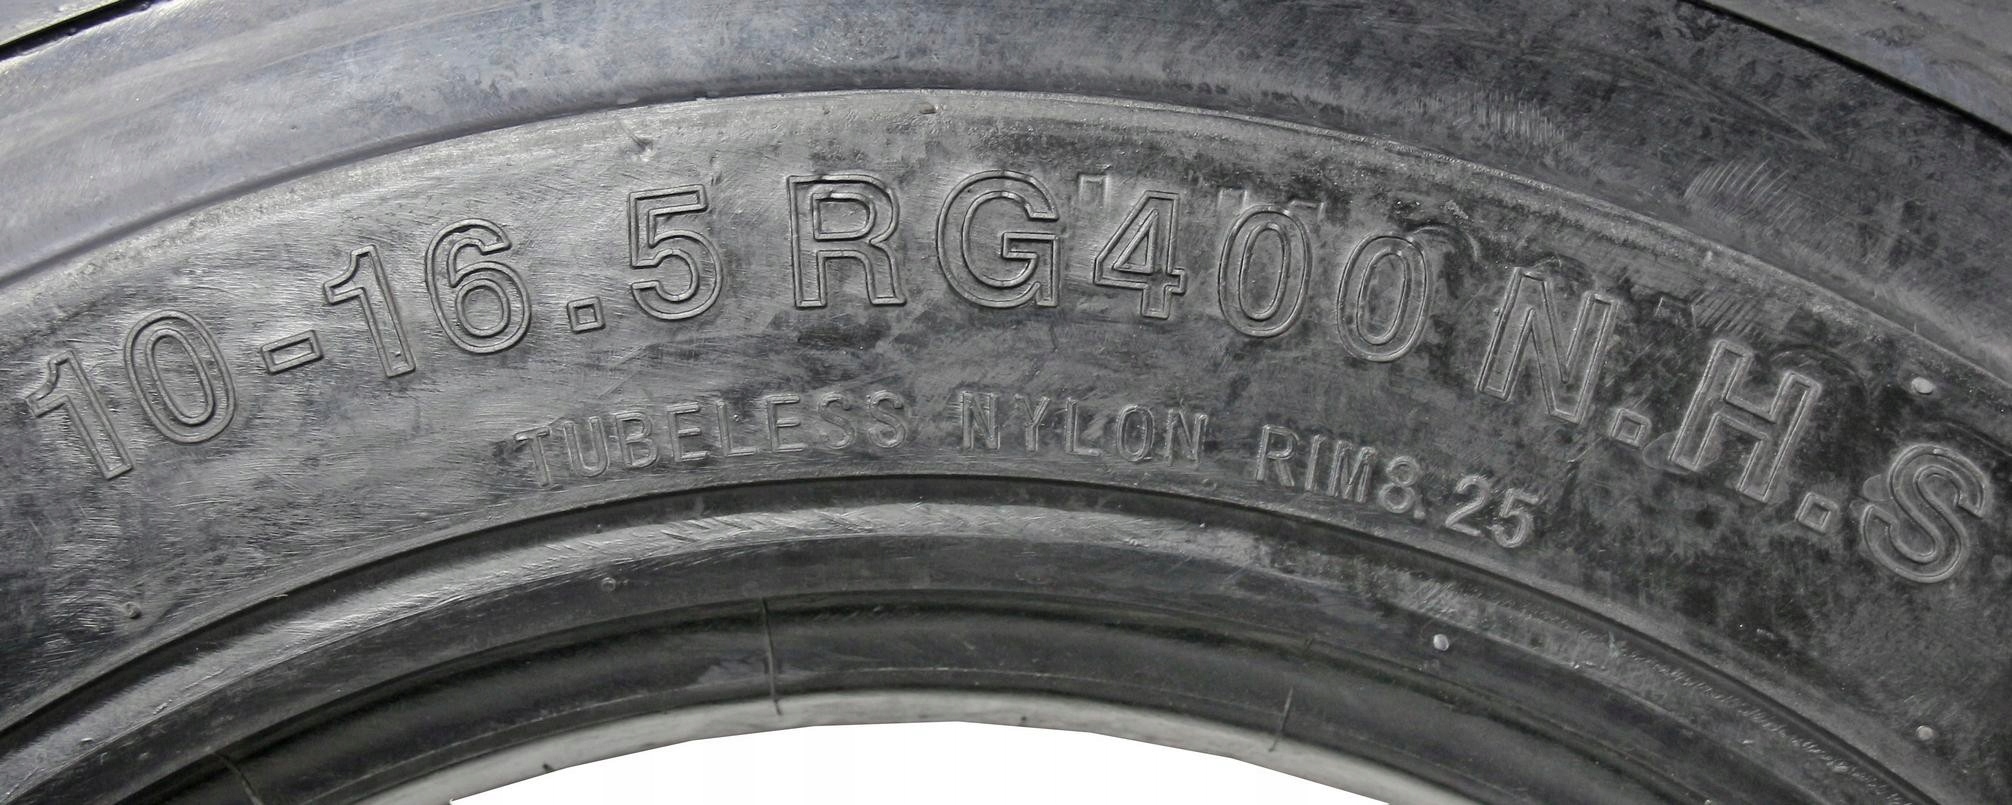 10-16.5 RG400 N.H.S
TUBELESS NYLON RIM8.25